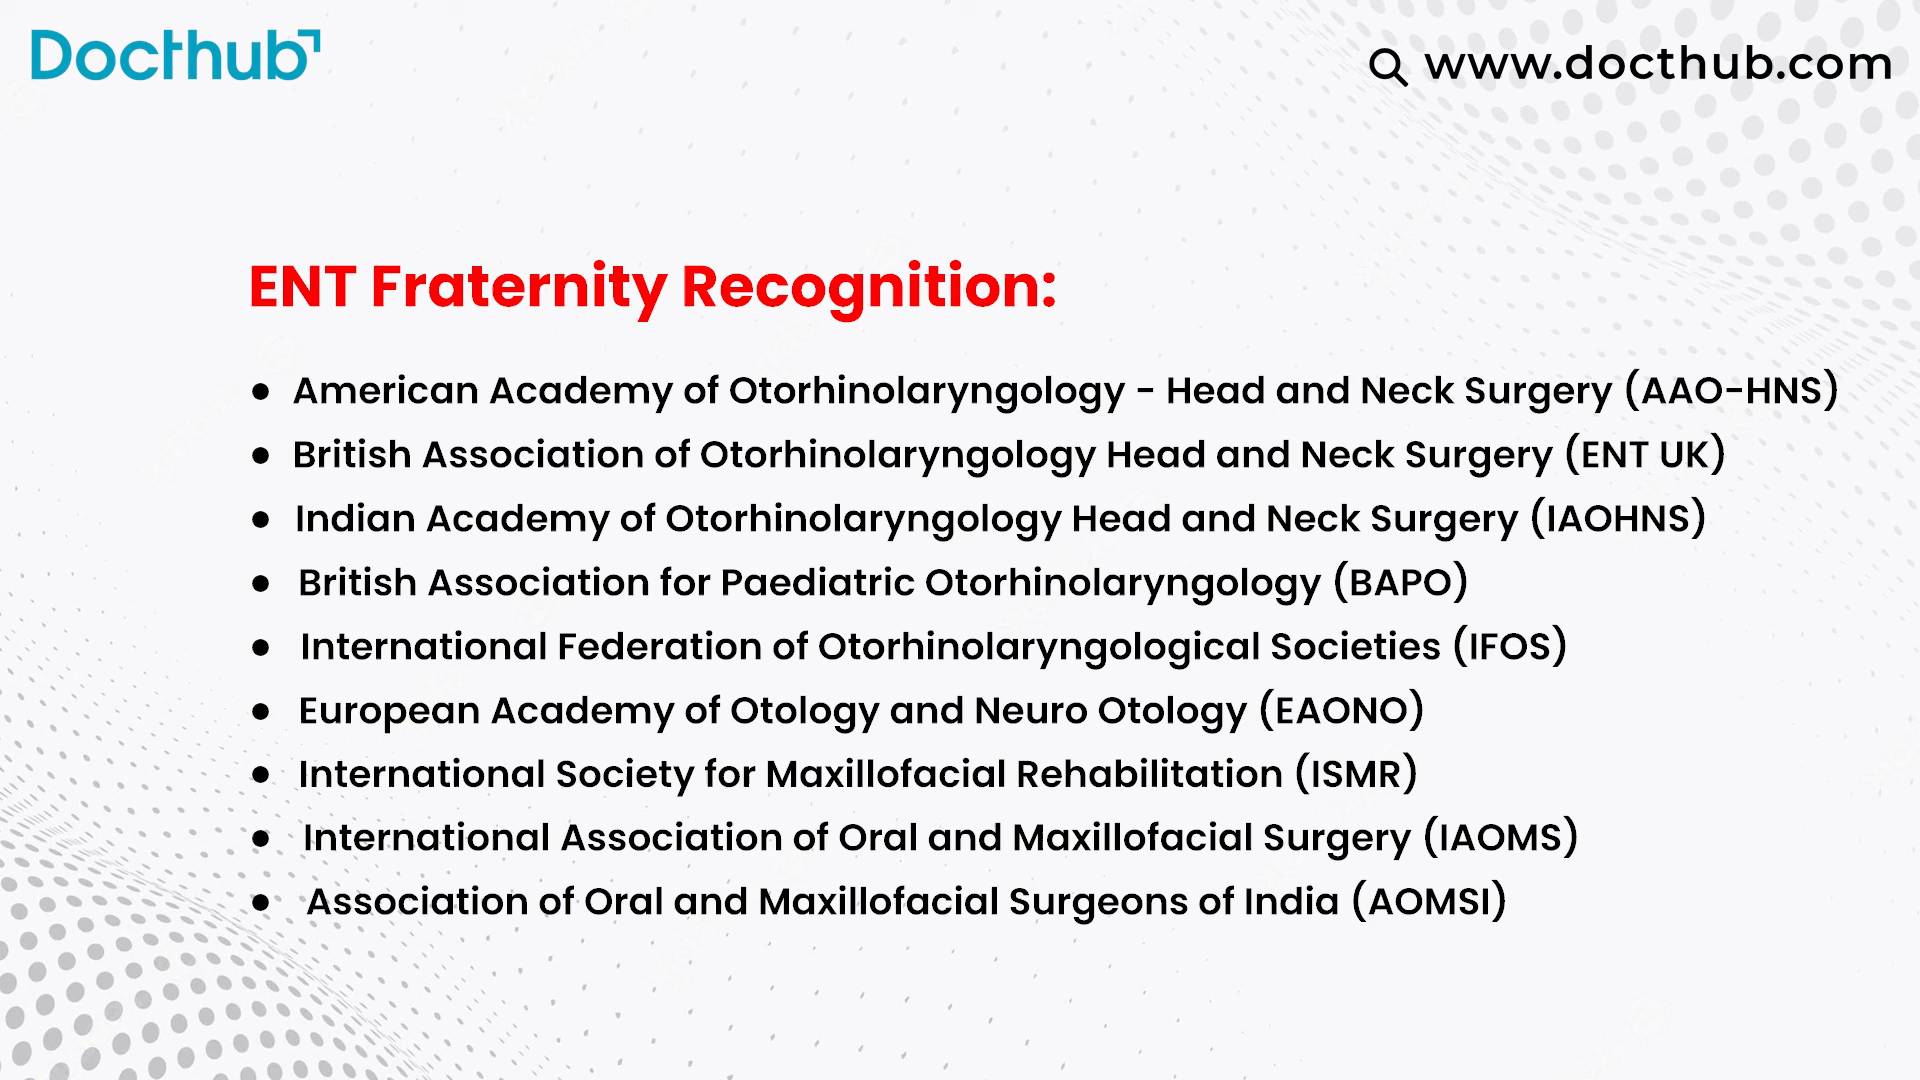 Docthub
www.docthub.com
ENT Fraternity Recognition:
● American Academy of Otorhinolaryngology - Head and Neck Surgery (AAO-HNS)
● British Association of Otorhinolaryngology Head and Neck Surgery (ENT UK)
● Indian Academy of Otorhinolaryngology Head and Neck Surgery (IAOHNS)
● British Association for Paediatric Otorhinolaryngology (BAPO)
● International Federation of Otorhinolaryngological Societies (IFOS)
● European Academy of Otology and Neuro Otology (EAONO)
● International Society for Maxillofacial Rehabilitation (ISMR)
● International Association of Oral and Maxillofacial Surgery (IAOMS)
● Association of Oral and Maxillofacial Surgeons of India (AOMSI)